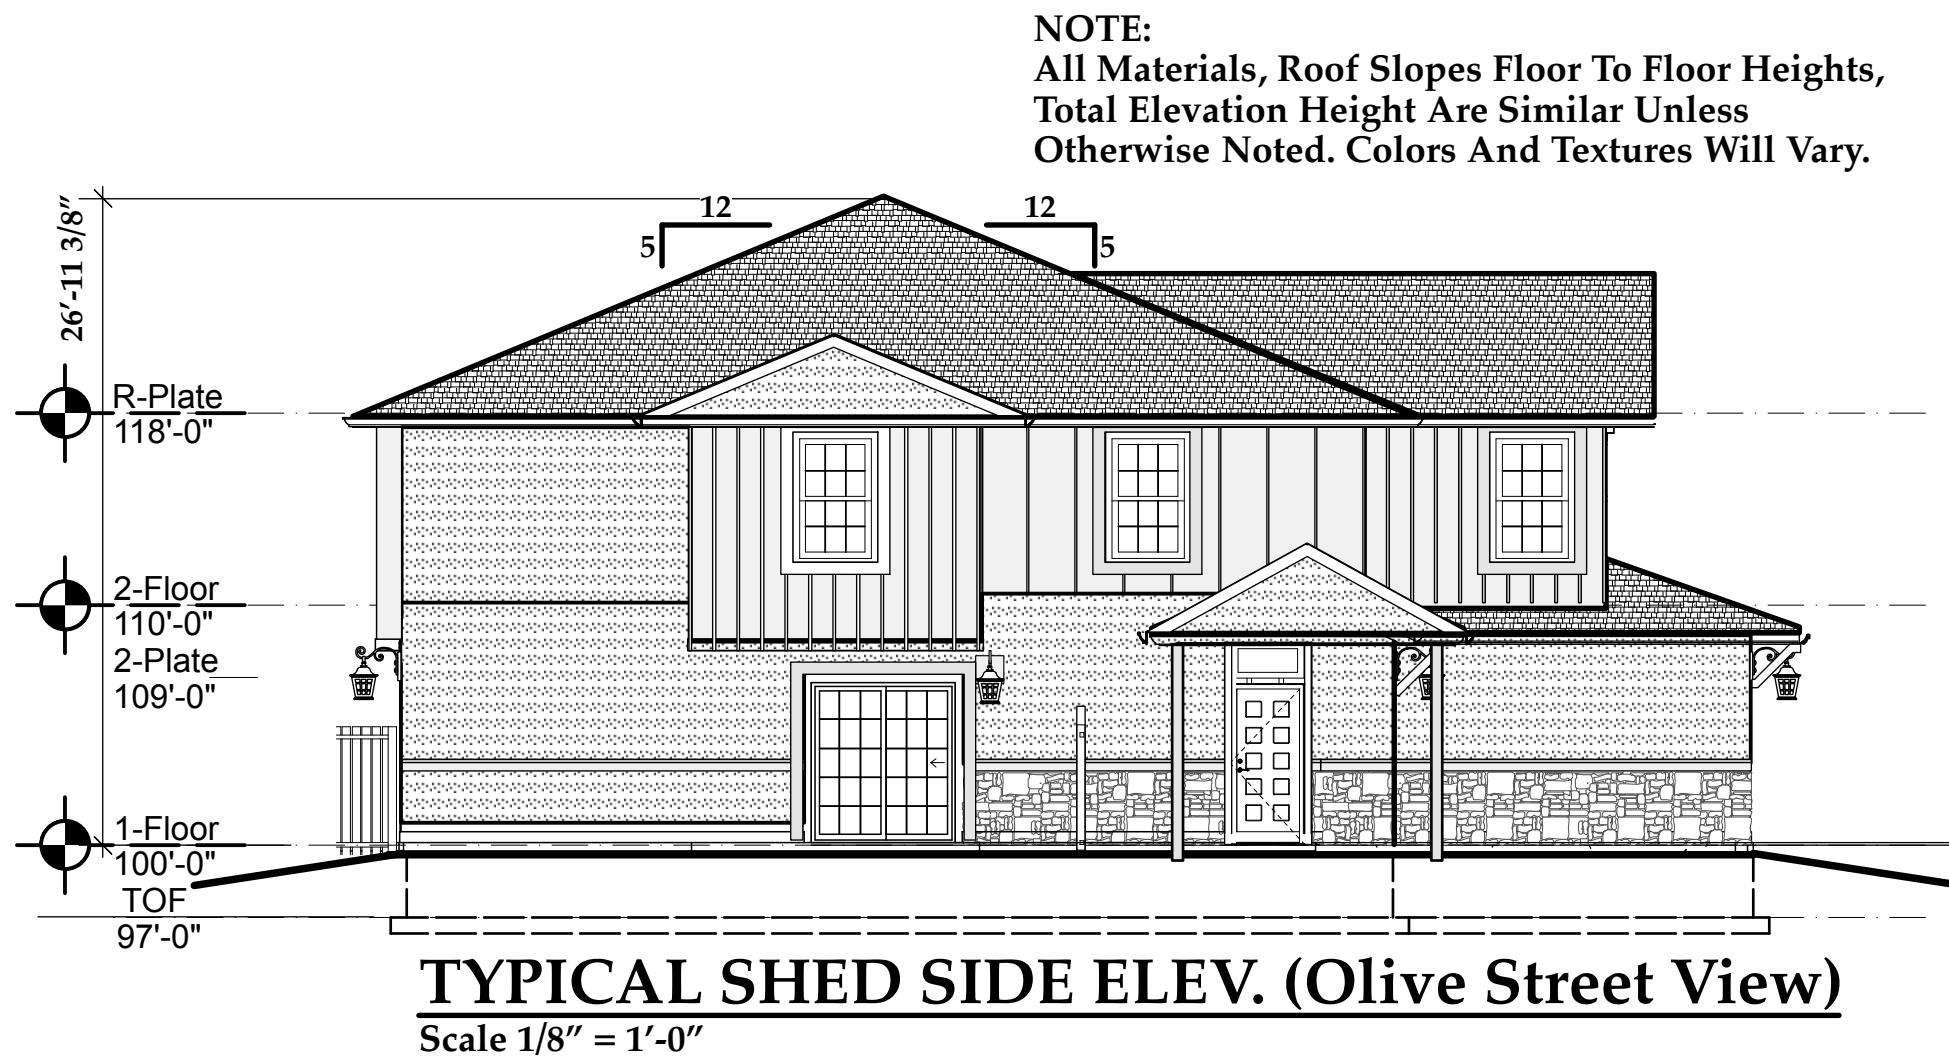 NOTE:
All Materials, Roof Slopes Floor To Floor Heights,
Total Elevation Height Are Similar Unless
Otherwise Noted. Colors And Textures Will Vary.
12
12
5
5
26′-11 3/8″
R-Plate
118'-0"
2-Floor
110'-0"
2-Plate
109'-0"
1-Floor
100'-0"
TOF
97'-0"
TYPICAL SHED SIDE ELEV. (Olive Street View)
Scale 1/8″ = 1′-0″